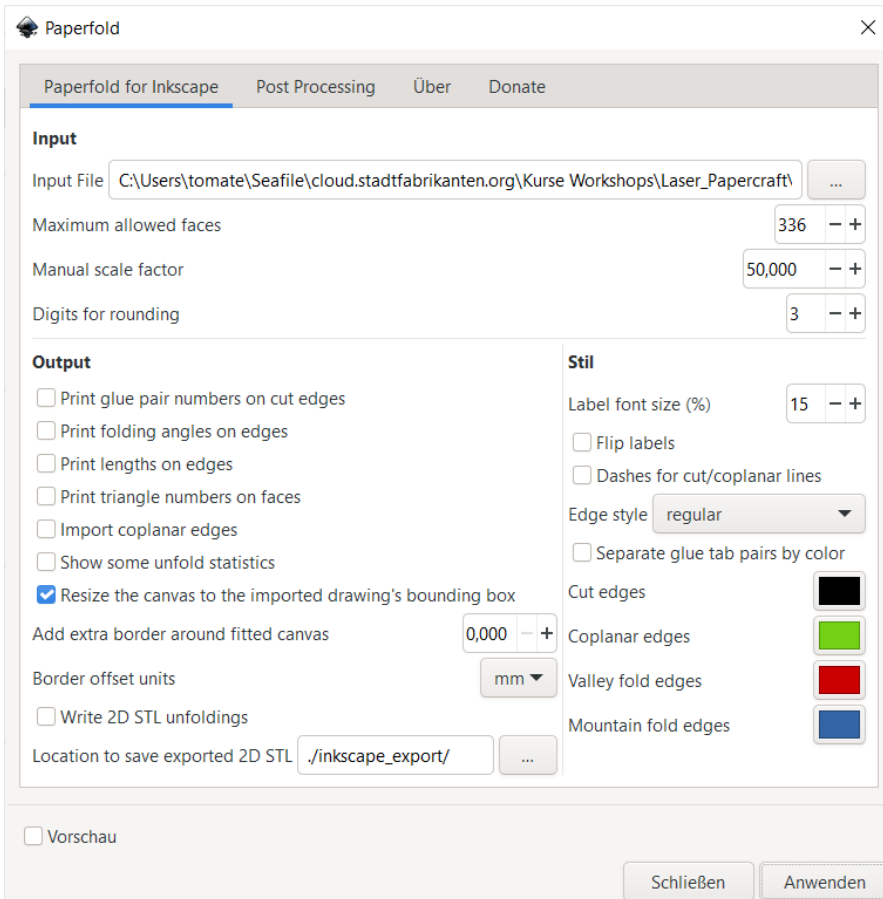 Paperfold
Paperfold for Inkscape Post Processing Über Donate
Input
Input File C:\Users\tomate\Seafile\cloud.stadtfabrikanten.org\Kurse Workshops\Laser_Papercraft\ ...
Maximum allowed faces 336 − +
Manual scale factor 50,000 − +
Digits for rounding 3 − +
Output
Print glue pair numbers on cut edges
Print folding angles on edges
Print lengths on edges
Print triangle numbers on faces
Import coplanar edges
Show some unfold statistics
Resize the canvas to the imported drawing's bounding box
Add extra border around fitted canvas 0,000 − +
Border offset units mm
Write 2D STL unfoldings
Location to save exported 2D STL ./inkscape_export/ ...
Stil
Label font size (%) 15 − +
Flip labels
Dashes for cut/coplanar lines
Edge style regular
Separate glue tab pairs by color
Cut edges
Coplanar edges
Valley fold edges
Mountain fold edges
Vorschau
Schließen Anwenden